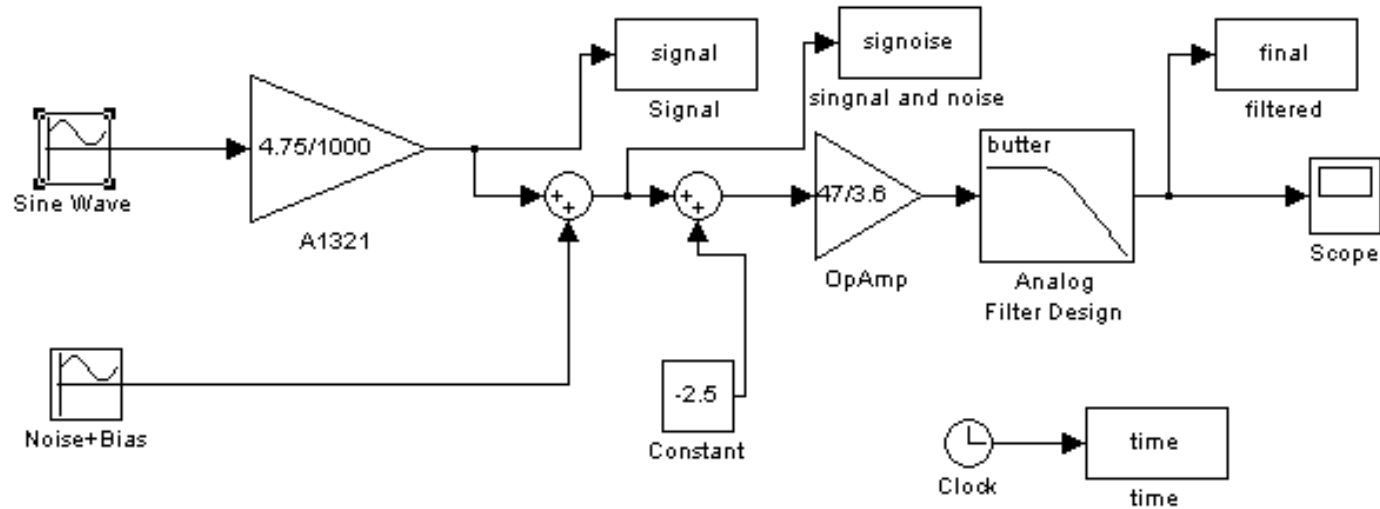 signal
Signal
signoise
singnal and noise
final
filtered
Sine Wave
4.75/1000
A1321
47/3.6
OpAmp
butter
Analog
Filter Design
Scope
Noise+Bias
-2.5
Constant
Clock
time
time